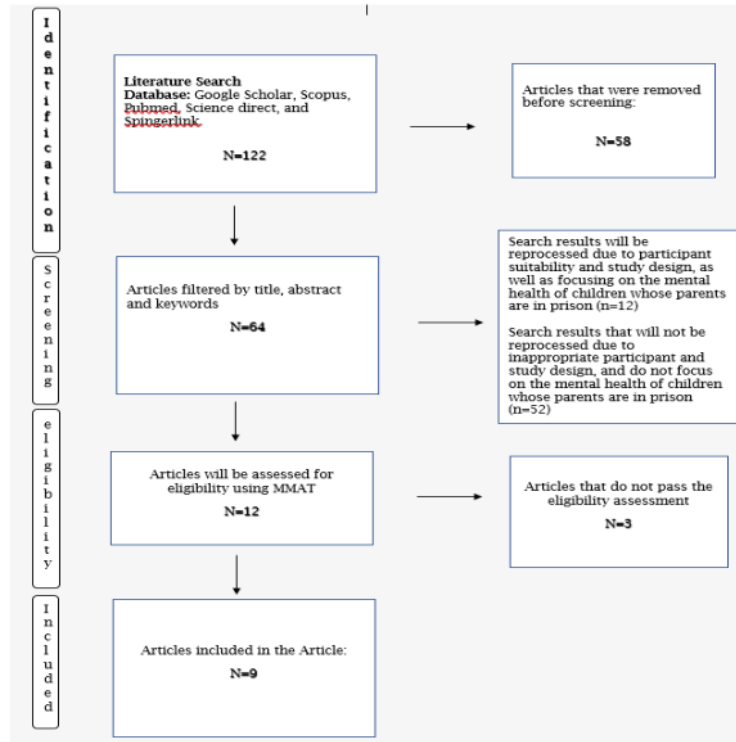 Identification
Literature Search
Database: Google Scholar, Scopus,
Pubmed, Science direct, and
Spingerlink.
N=122
Articles that were removed
before screening:
N=58
Screening
Articles filtered by title, abstract
and keywords
N=64
Search results will be
reprocessed due to participant
suitability and study design, as
well as focusing on the mental
health of children whose parents
are in prison (n=12)
Search results that will not be
reprocessed due to
inappropriate participant and
study design, and do not focus
on the mental health of children
whose parents are in prison
(n=52)
eligibility
Articles will be assessed for
eligibility using MMAT
N=12
Articles that do not pass the
eligibility assessment
N=3
Included
Articles included in the Article:
N=9